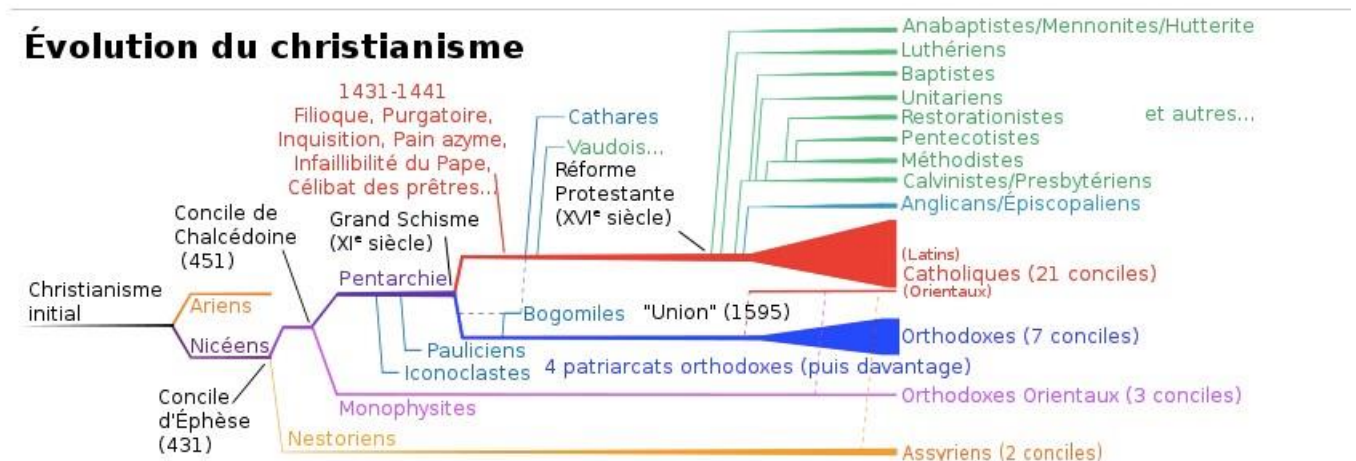 Évolution du christianisme
1431-1441
Filioque, Purgatoire,
Inquisition, Pain azyme,
Infaillibilité du Pape,
Célibat des prêtres...
Cathares
Vaudois...
Réforme
Protestante
(XVIe siècle)
Anabaptistes/Mennonites/Hutterite
Luthériens
Baptistes
Unitariens
Restorationistes
et autres...
Pentecotistes
Méthodistes
Calvinistes/Presbytériens
Anglicans/Épiscopaliens
Concile de
Chalcédoine
(451)
Grand Schisme
(XIe siècle)
Pentarchie
(Latins)
Catholiques (21 conciles)
(Orientaux)
Christianisme
initial
Ariens
Nicéens
Bogomiles
"Union" (1595)
Orthodoxes (7 conciles)
Pauliciens
Iconoclastes
4 patriarcats orthodoxes (puis davantage)
Concile
d'Éphèse
(431)
Monophysites
Orthodoxes Orientaux (3 conciles)
Nestoriens
Assyriens (2 conciles)